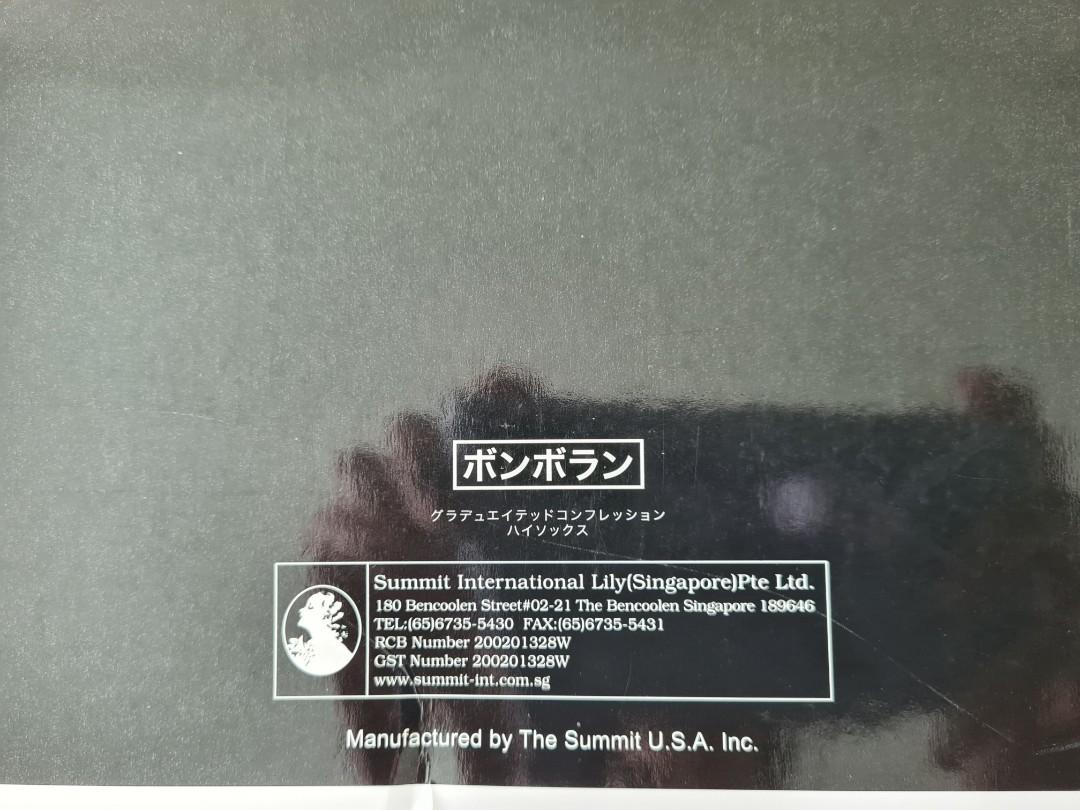 ボンボラン
グラデュエイテッドコンフレッション
ハイソックス
Summit International Lily(Singapore)Pte Ltd.
180 Bencoolen Street#02-21 The Bencoolen Singapore 189646
TEL:(65)6735-5430 FAX:(65)6735-5431
RCB Number 200201328W
GST Number 200201328W
www.summit-int.com.sg
Manufactured by The Summit U.S.A. Inc.